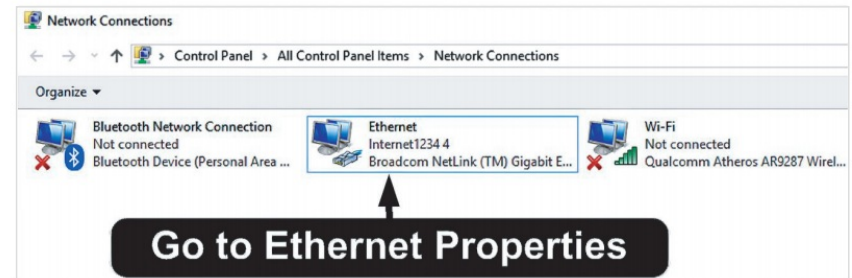 Network Connections
Control Panel > All Control Panel Items > Network Connections
Organize
Bluetooth Network Connection
Not connected
Bluetooth Device (Personal Area ...
Ethernet
Internet1234 4
Broadcom NetLink (TM) Gigabit E...
Wi-Fi
Not connected
Qualcomm Atheros AR9287 Wirel...
Go to Ethernet Properties